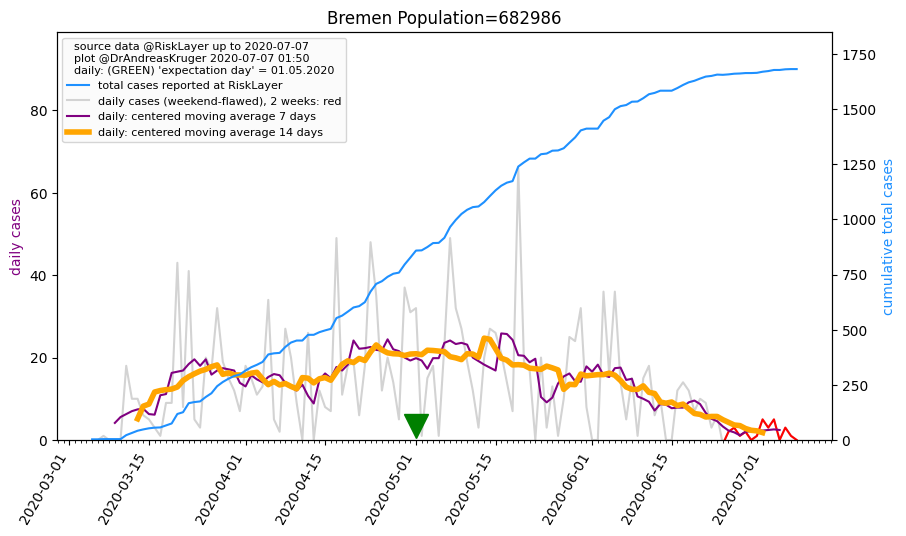 Bremen Population=682986
source data @RiskLayer up to 2020-07-07
plot @DrAndreasKruger 2020-07-07 01:50
daily: (GREEN) 'expectation day' = 01.05.2020
total cases reported at RiskLayer
daily cases (weekend-flawed), 2 weeks: red
daily: centered moving average 7 days
daily: centered moving average 14 days
daily cases
0
20
40
60
80
cumulative total cases
0
250
500
750
1000
1250
1500
1750
2020-03-01
2020-03-15
2020-04-01
2020-04-15
2020-05-01
2020-05-15
2020-06-01
2020-06-15
2020-07-01